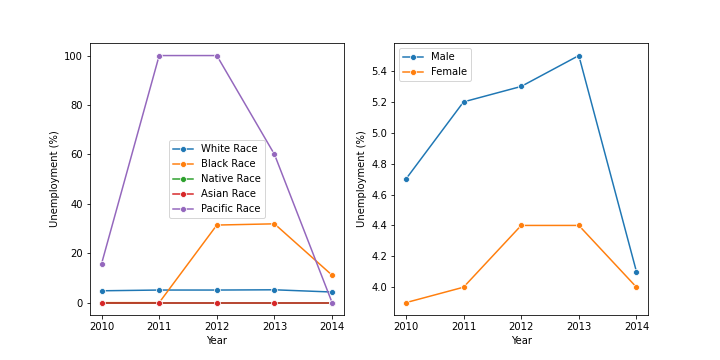 100
80
60
40
20
0
Unemployment (%)
White Race
Black Race
Native Race
Asian Race
Pacific Race
2010 2011 2012 2013 2014
Year
5.4
5.2
5.0
4.8
4.6
4.4
4.2
4.0
Unemployment (%)
Male
Female
2010 2011 2012 2013 2014
Year